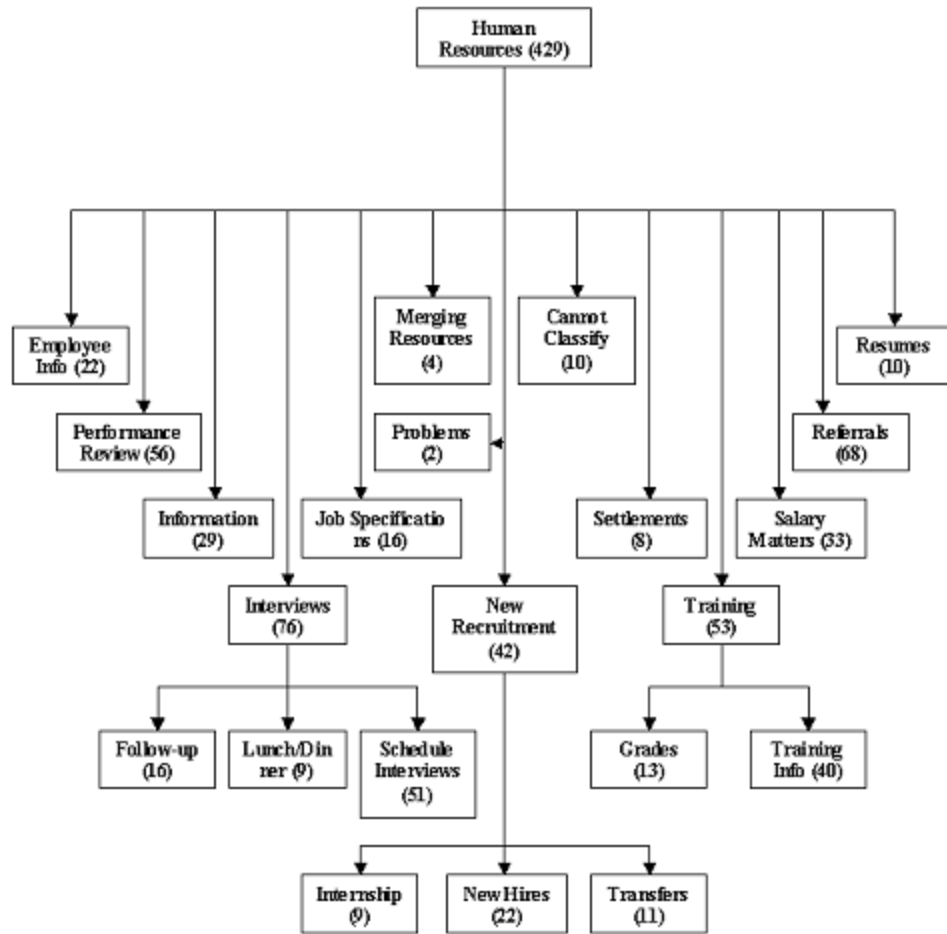 Human
Resources (429)
Merging
Resources
(4)
Cannot
Classify
(10)
Employee
Info (22)
Resumes
(10)
Performance
Review (56)
Problems
(2)
Referrals
(68)
Information
(29)
Job Specificatio
ns (16)
Settlements
(8)
Salary
Matters (33)
Interviews
(76)
New
Recruitment
(42)
Training
(53)
Follow-up
(16)
Lunch/Din
ner (9)
Schedule
Interviews
(51)
Grades
(13)
Training
Info (40)
Internship
(9)
New Hires
(22)
Transfers
(11)